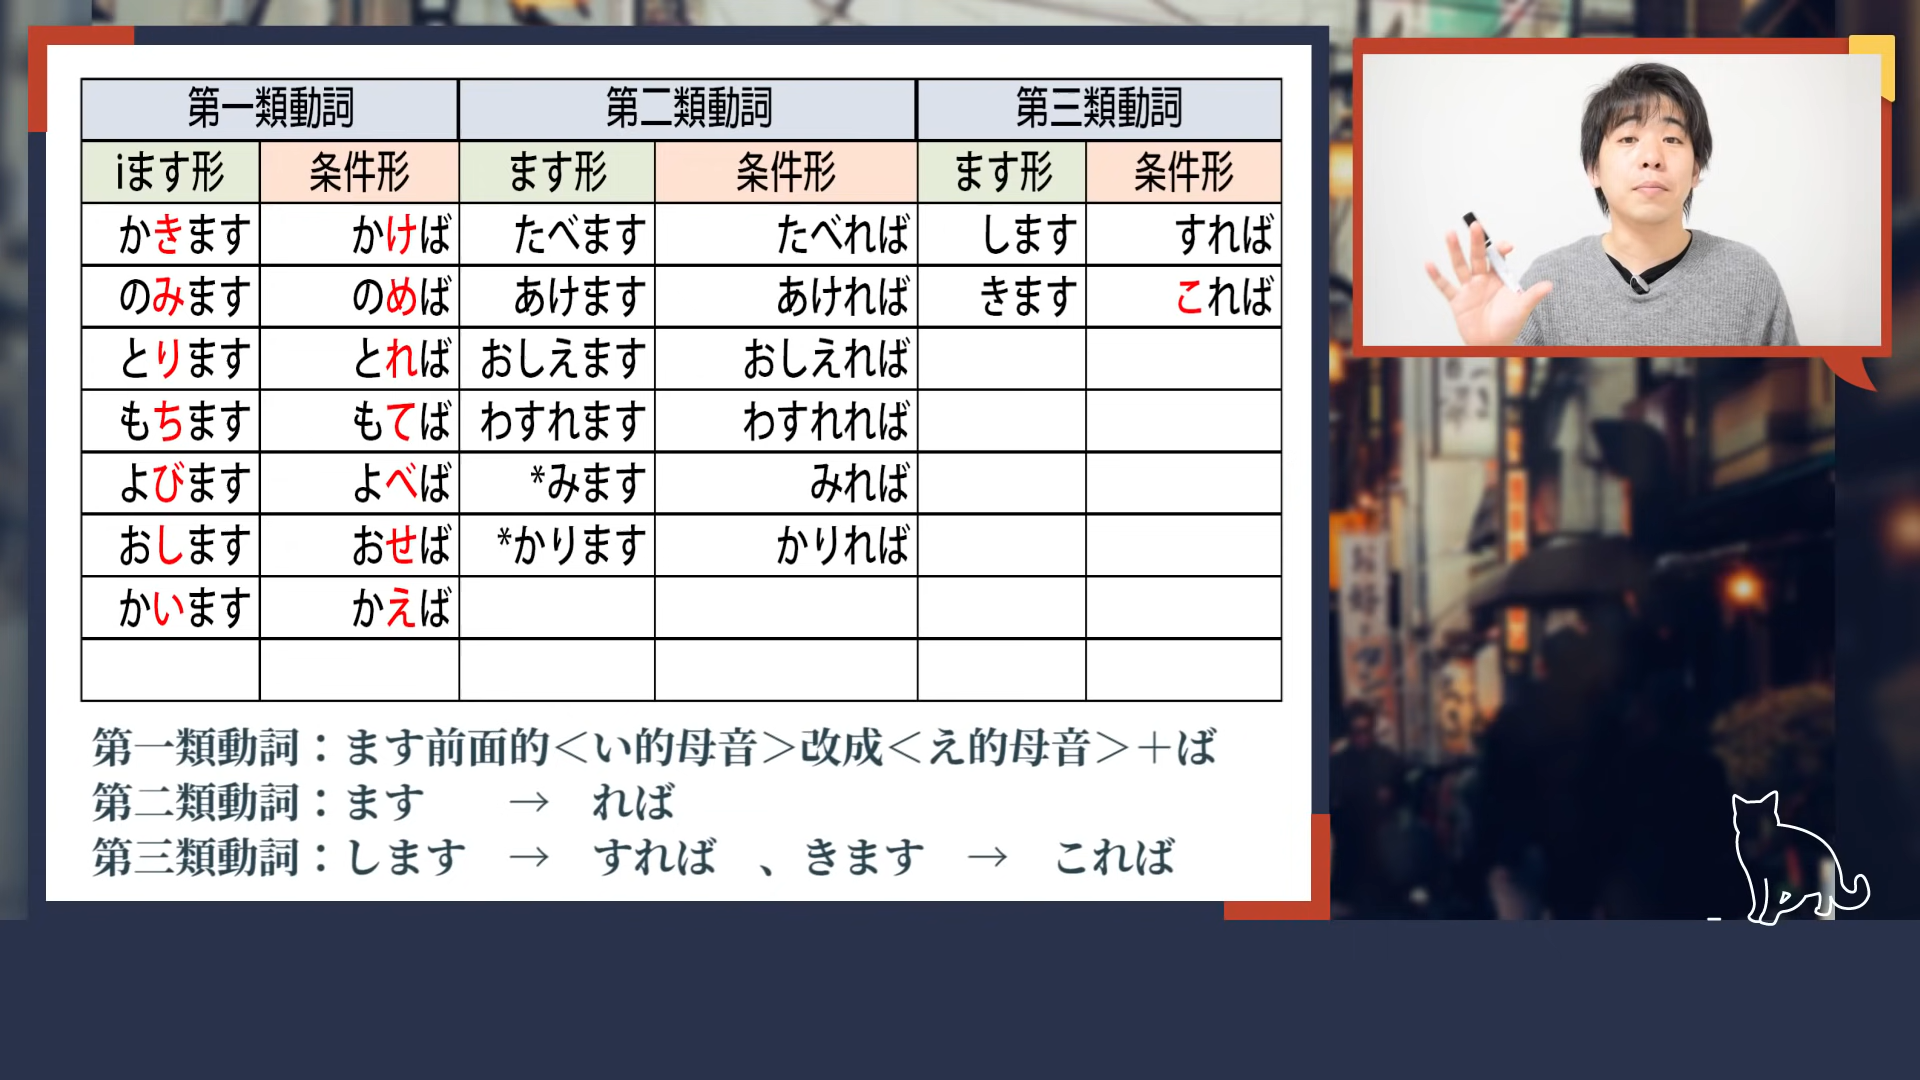 第一類動詞 第二類動詞 第三類動詞
iます形 条件形 ます形 条件形 ます形 条件形
かきます かけば たべます たべれば します すれば
のみます のめば あけます あければ きます これば
とります とれば おしえます おしえれば
もちます もてば わすれます わすれれば
よびます よべば *みます みれば
おします おせば *かります かりれば
かいます かえば
第一類動詞：ます前面的＜い的母音＞改成＜え的母音＞＋ば
第二類動詞：ます　　→　れば
第三類動詞：します　→　すれば　、きます　→　これば